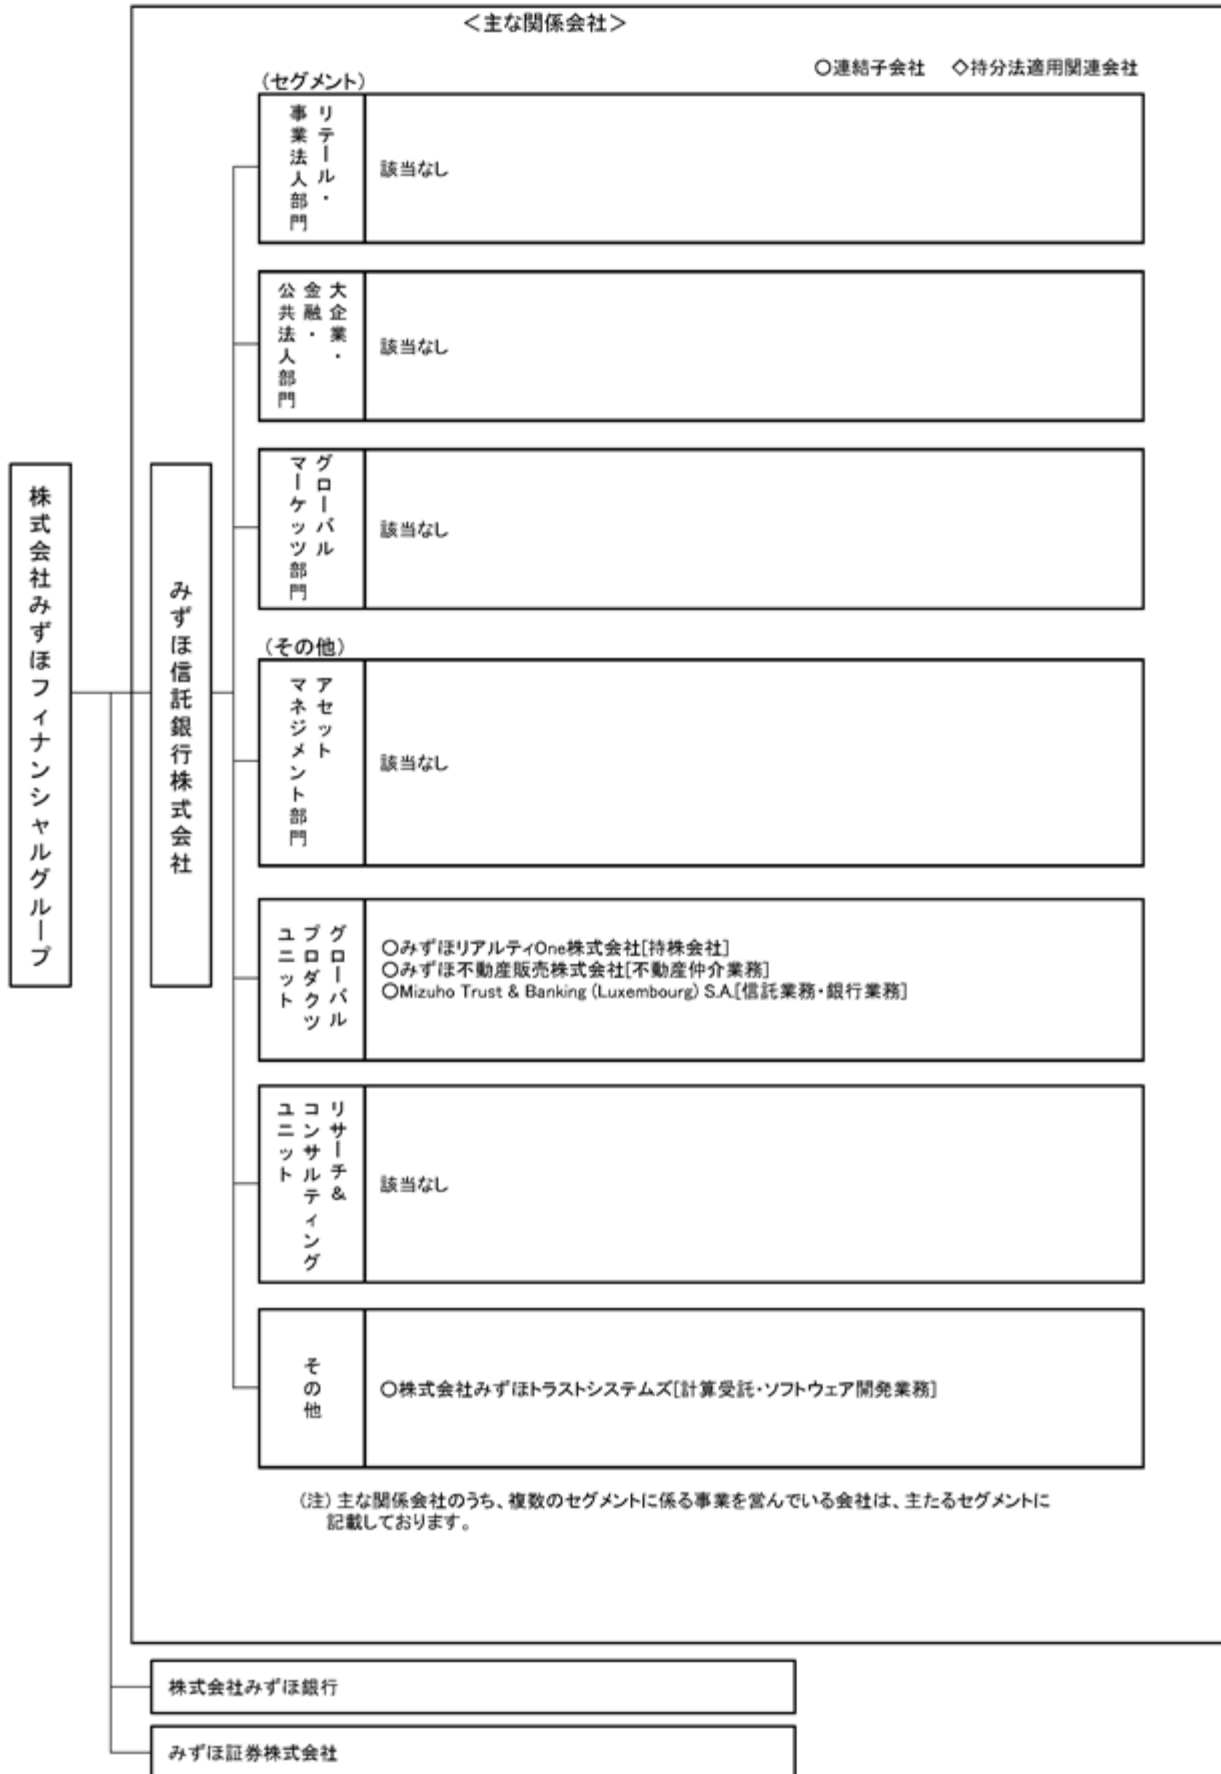 ＜主な関係会社＞
○連結子会社　◇持分法適用関連会社
(セグメント)
リテール・
事業法人部門
該当なし
大企業・
金融・
公共法人部門
該当なし
グローバル
マーケッツ部門
該当なし
株式会社みずほフィナンシャルグループ
みずほ信託銀行株式会社
(その他)
アセット
マネジメント部門
該当なし
グローバル
プロダクツ
ユニット
○みずほリアルティOne株式会社[持株会社]
○みずほ不動産販売株式会社[不動産仲介業務]
○Mizuho Trust & Banking (Luxembourg) S.A.[信託業務・銀行業務]
リサーチ&
コンサルティング
ユニット
該当なし
その他
○株式会社みずほトラストシステムズ[計算受託・ソフトウェア開発業務]
(注) 主な関係会社のうち、複数のセグメントに係る事業を営んでいる会社は、主たるセグメントに
記載しております。
株式会社みずほ銀行
みずほ証券株式会社